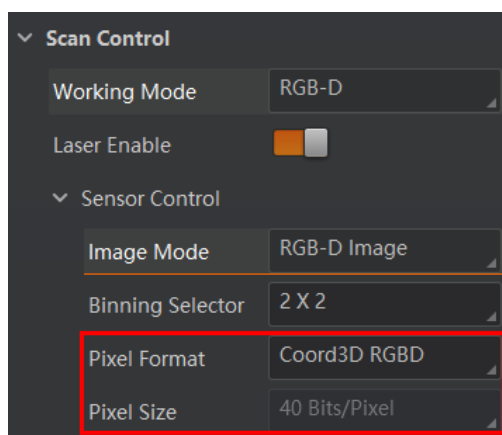 Scan Control
Working Mode RGB-D
Laser Enable
Sensor Control
Image Mode RGB-D Image
Binning Selector 2 X 2
Pixel Format Coord3D RGBD
Pixel Size 40 Bits/Pixel